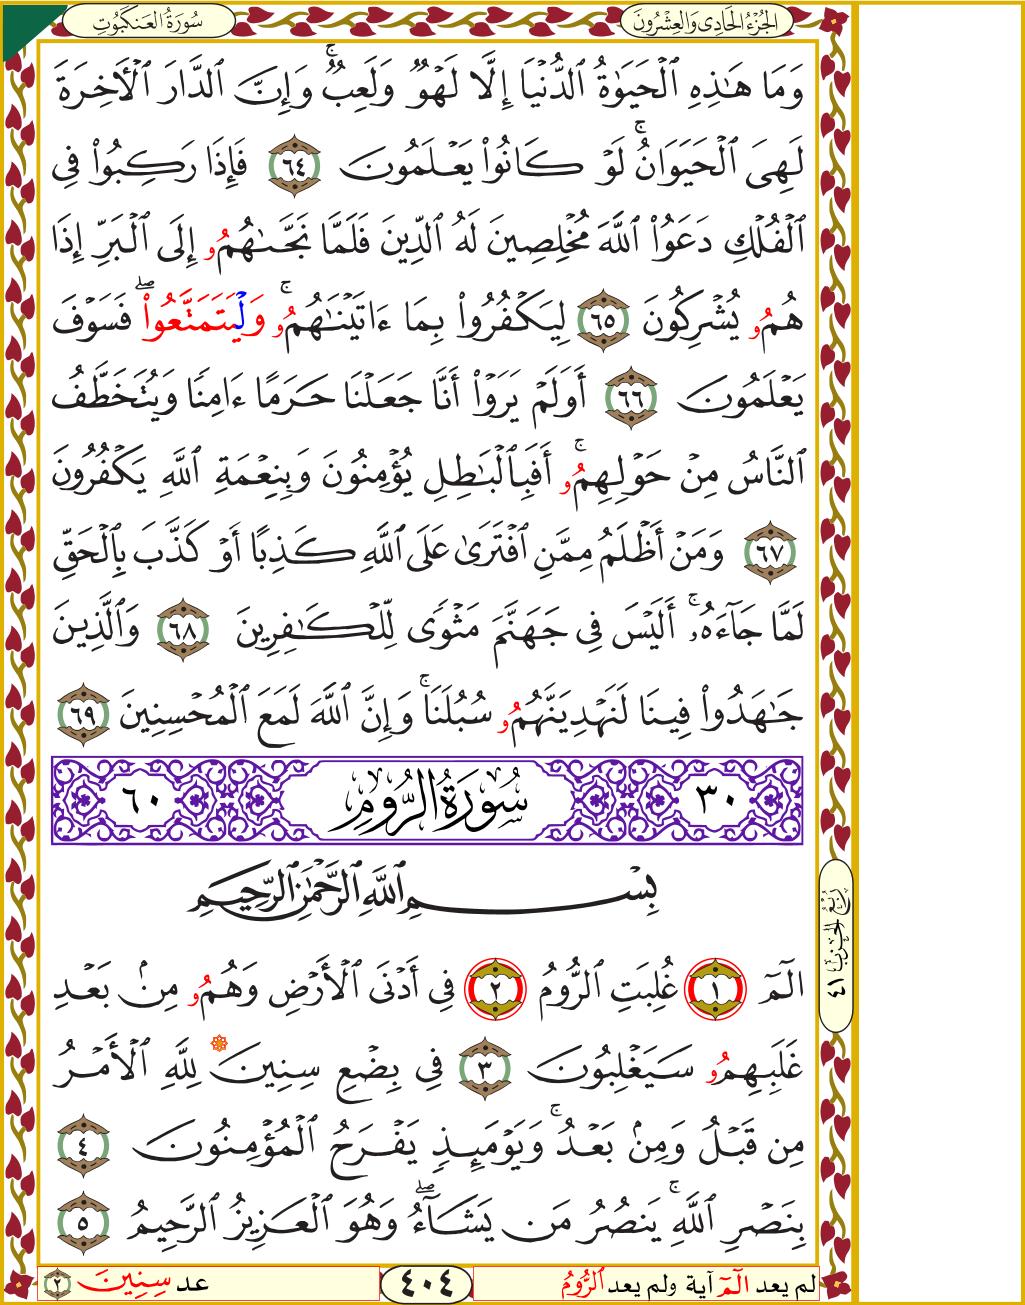 الجُزْءُ الحَادِى وَالعِشْرُونَ
سُورَةُ العَنكَبُوتِ
وَمَا هَـٰذِهِ ٱلْحَيَوٰةُ ٱلدُّنْيَا إِلَّا لَهْوٌ وَلَعِبٌ ۚ وَإِنَّ ٱلدَّارَ ٱلْـَٔاخِرَةَ
لَهِىَ ٱلْحَيَوَانُ ۚ لَوْ كَانُوا۟ يَعْلَمُونَ ٦٤ فَإِذَا رَكِبُوا۟ فِى
ٱلْفُلْكِ دَعَوُا۟ ٱللَّهَ مُخْلِصِينَ لَهُ ٱلدِّينَ فَلَمَّا نَجَّىٰهُمُۥ إِلَى ٱلْبَرِّ إِذَا
هُمُۥ يُشْرِكُونَ ٦٥ لِيَكْفُرُوا۟ بِمَا ءَاتَيْنَـٰهُمُۥ ۚ وَلْيَتَمَتَّعُوا۟ ۖ فَسَوْفَ
يَعْلَمُونَ ٦٦ أَوَلَمْ يَرَوْا۟ أَنَّا جَعَلْنَا حَرَمًا ءَامِنًا وَيُتَخَطَّفُ
ٱلنَّاسُ مِنْ حَوْلِهِمُۥ ۚ أَفَبِٱلْبَـٰطِلِ يُؤْمِنُونَ وَبِنِعْمَةِ ٱللَّهِ يَكْفُرُونَ
٦٧ وَمَنْ أَظْلَمُ مِمَّنِ ٱفْتَرَىٰ عَلَى ٱللَّهِ كَذِبًا أَوْ كَذَّبَ بِٱلْحَقِّ
لَمَّا جَآءَهُۥ ۚ أَلَيْسَ فِى جَهَنَّمَ مَثْوًى لِّلْكَـٰفِرِينَ ٦٨ وَٱلَّذِينَ
جَـٰهَدُوا۟ فِينَا لَنَهْدِيَنَّهُمُۥ سُبُلَنَا ۚ وَإِنَّ ٱللَّهَ لَمَعَ ٱلْمُحْسِنِينَ ٦٩
٣٠ سُورَةُ الرُّومِ ٦٠
بِسْمِ ٱللَّهِ ٱلرَّحْمَـٰنِ ٱلرَّحِيمِ
الٓمٓ ١ غُلِبَتِ ٱلرُّومُ ٢ فِىٓ أَدْنَى ٱلْأَرْضِ وَهُمُۥ مِنۢ بَعْدِ
غَلَبِهِمُۥ سَيَغْلِبُونَ ٣ فِى بِضْعِ سِنِينَ ۞ لِلَّهِ ٱلْأَمْرُ
مِن قَبْلُ وَمِنۢ بَعْدُ ۚ وَيَوْمَئِذٍ يَفْرَحُ ٱلْمُؤْمِنُونَ ٤
بِنَصْرِ ٱللَّهِ ۚ يَنصُرُ مَن يَشَآءُ ۖ وَهُوَ ٱلْعَزِيزُ ٱلرَّحِيمُ ٥
رُبْعُ الحِزْبِ ٤١
لم يعد الٓمٓ آية ولم يعد ٱلرُّومُ
٤٠٤
عد سِنِينَ ٢